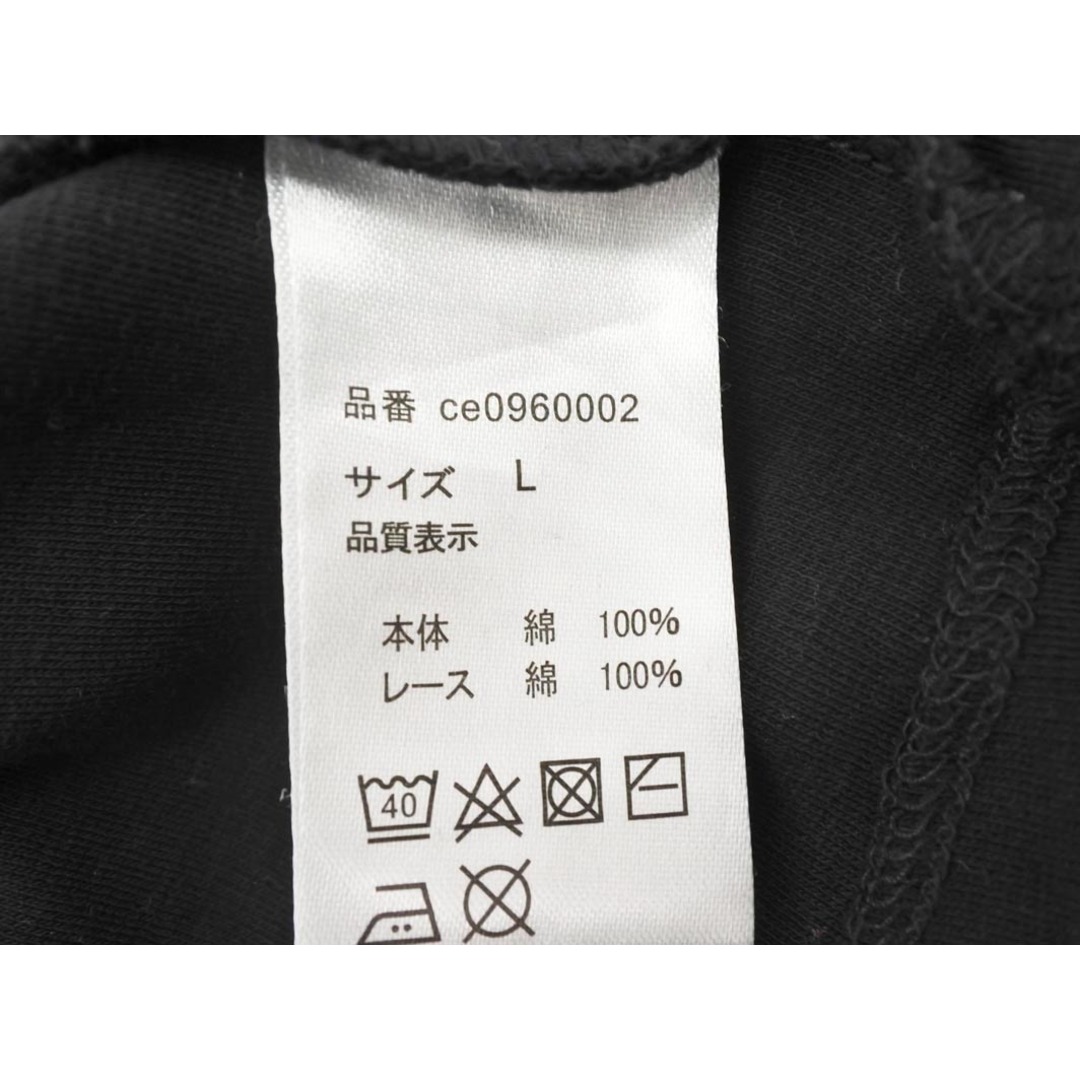 品番 ce0960002
サイズ L
品質表示
本体 綿 100%
レース 綿 100%
40